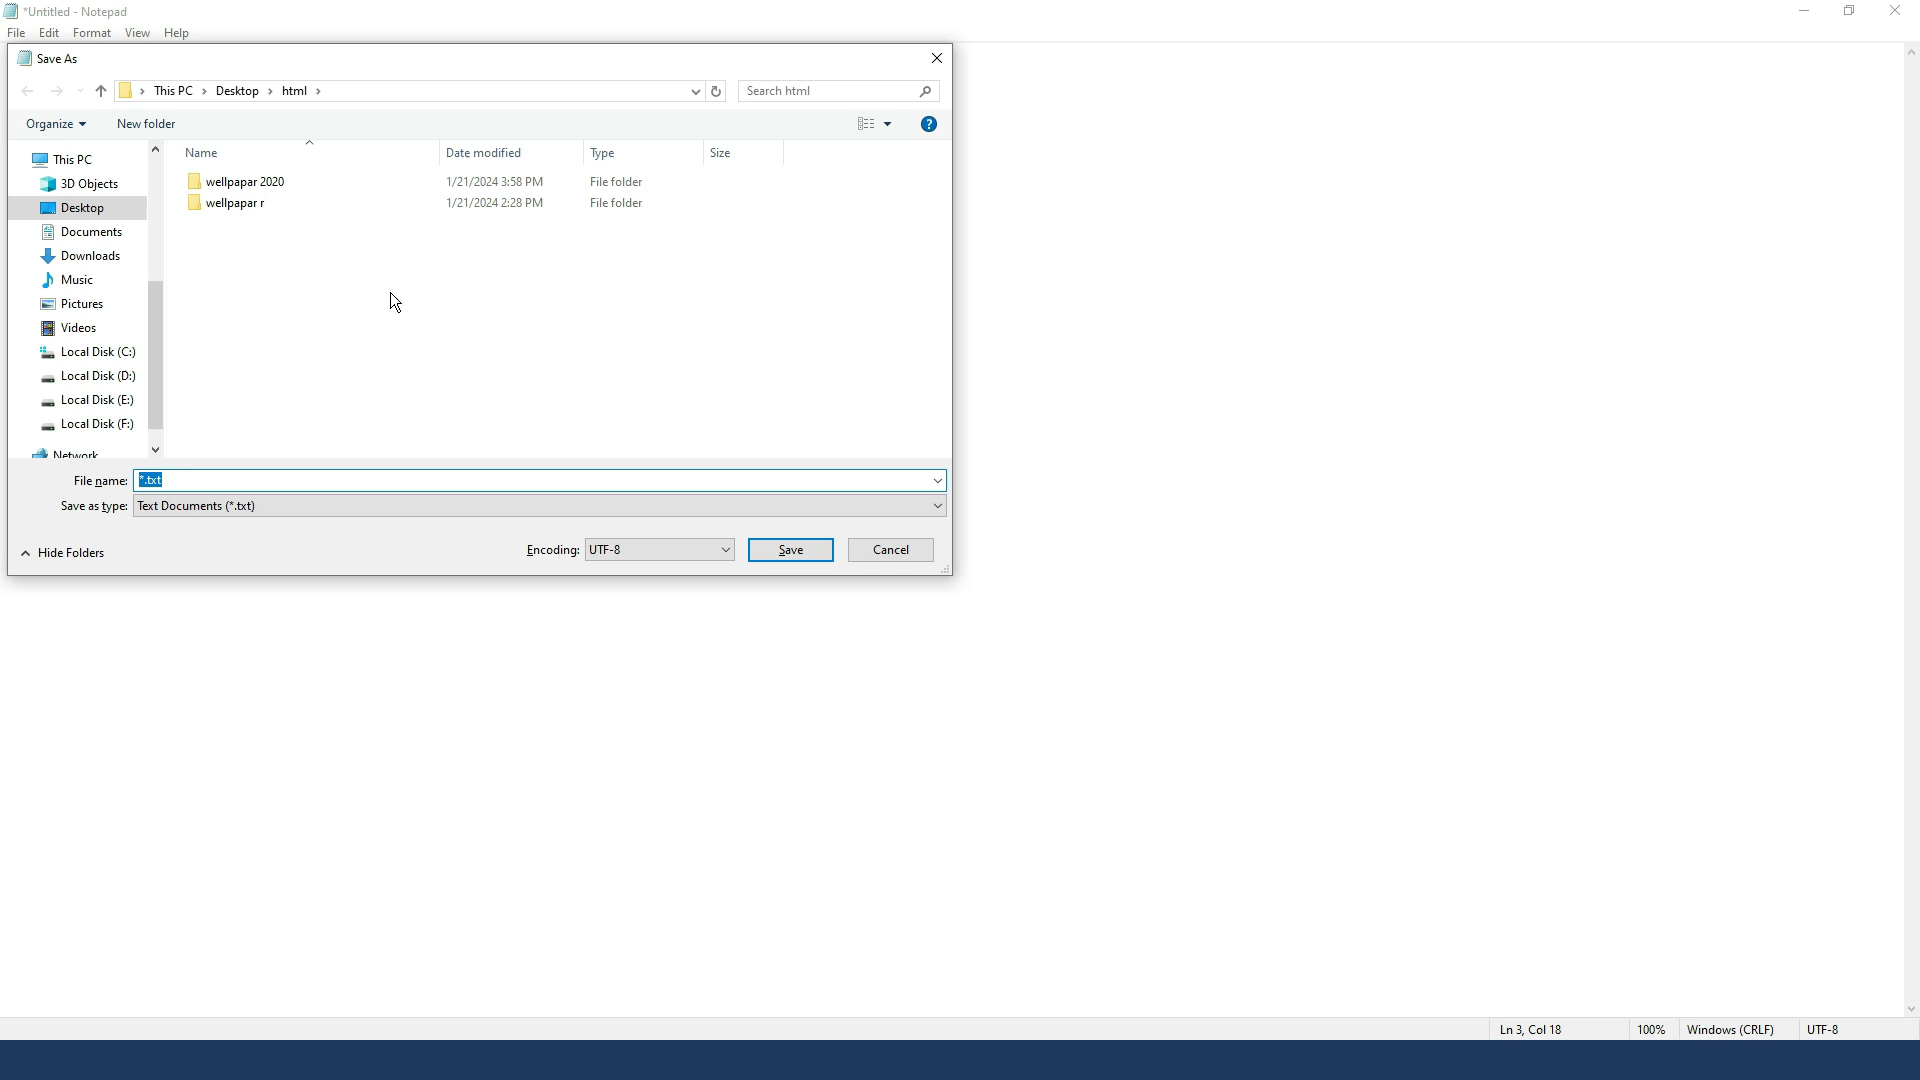 *Untitled - Notepad
File Edit Format View Help
Save As
This PC > Desktop > html >
Search html
Organize New folder
Name Date modified Type Size
wellpapar 2020 1/21/2024 3:58 PM File folder
wellpapar r 1/21/2024 2:28 PM File folder
This PC
3D Objects
Desktop
Documents
Downloads
Music
Pictures
Videos
Local Disk (C:)
Local Disk (D:)
Local Disk (E:)
Local Disk (F:)
Network
File name: *.txt
Save as type: Text Documents (*.txt)
Hide Folders
Encoding: UTF-8 Save Cancel
Ln 3, Col 18 100% Windows (CRLF) UTF-8